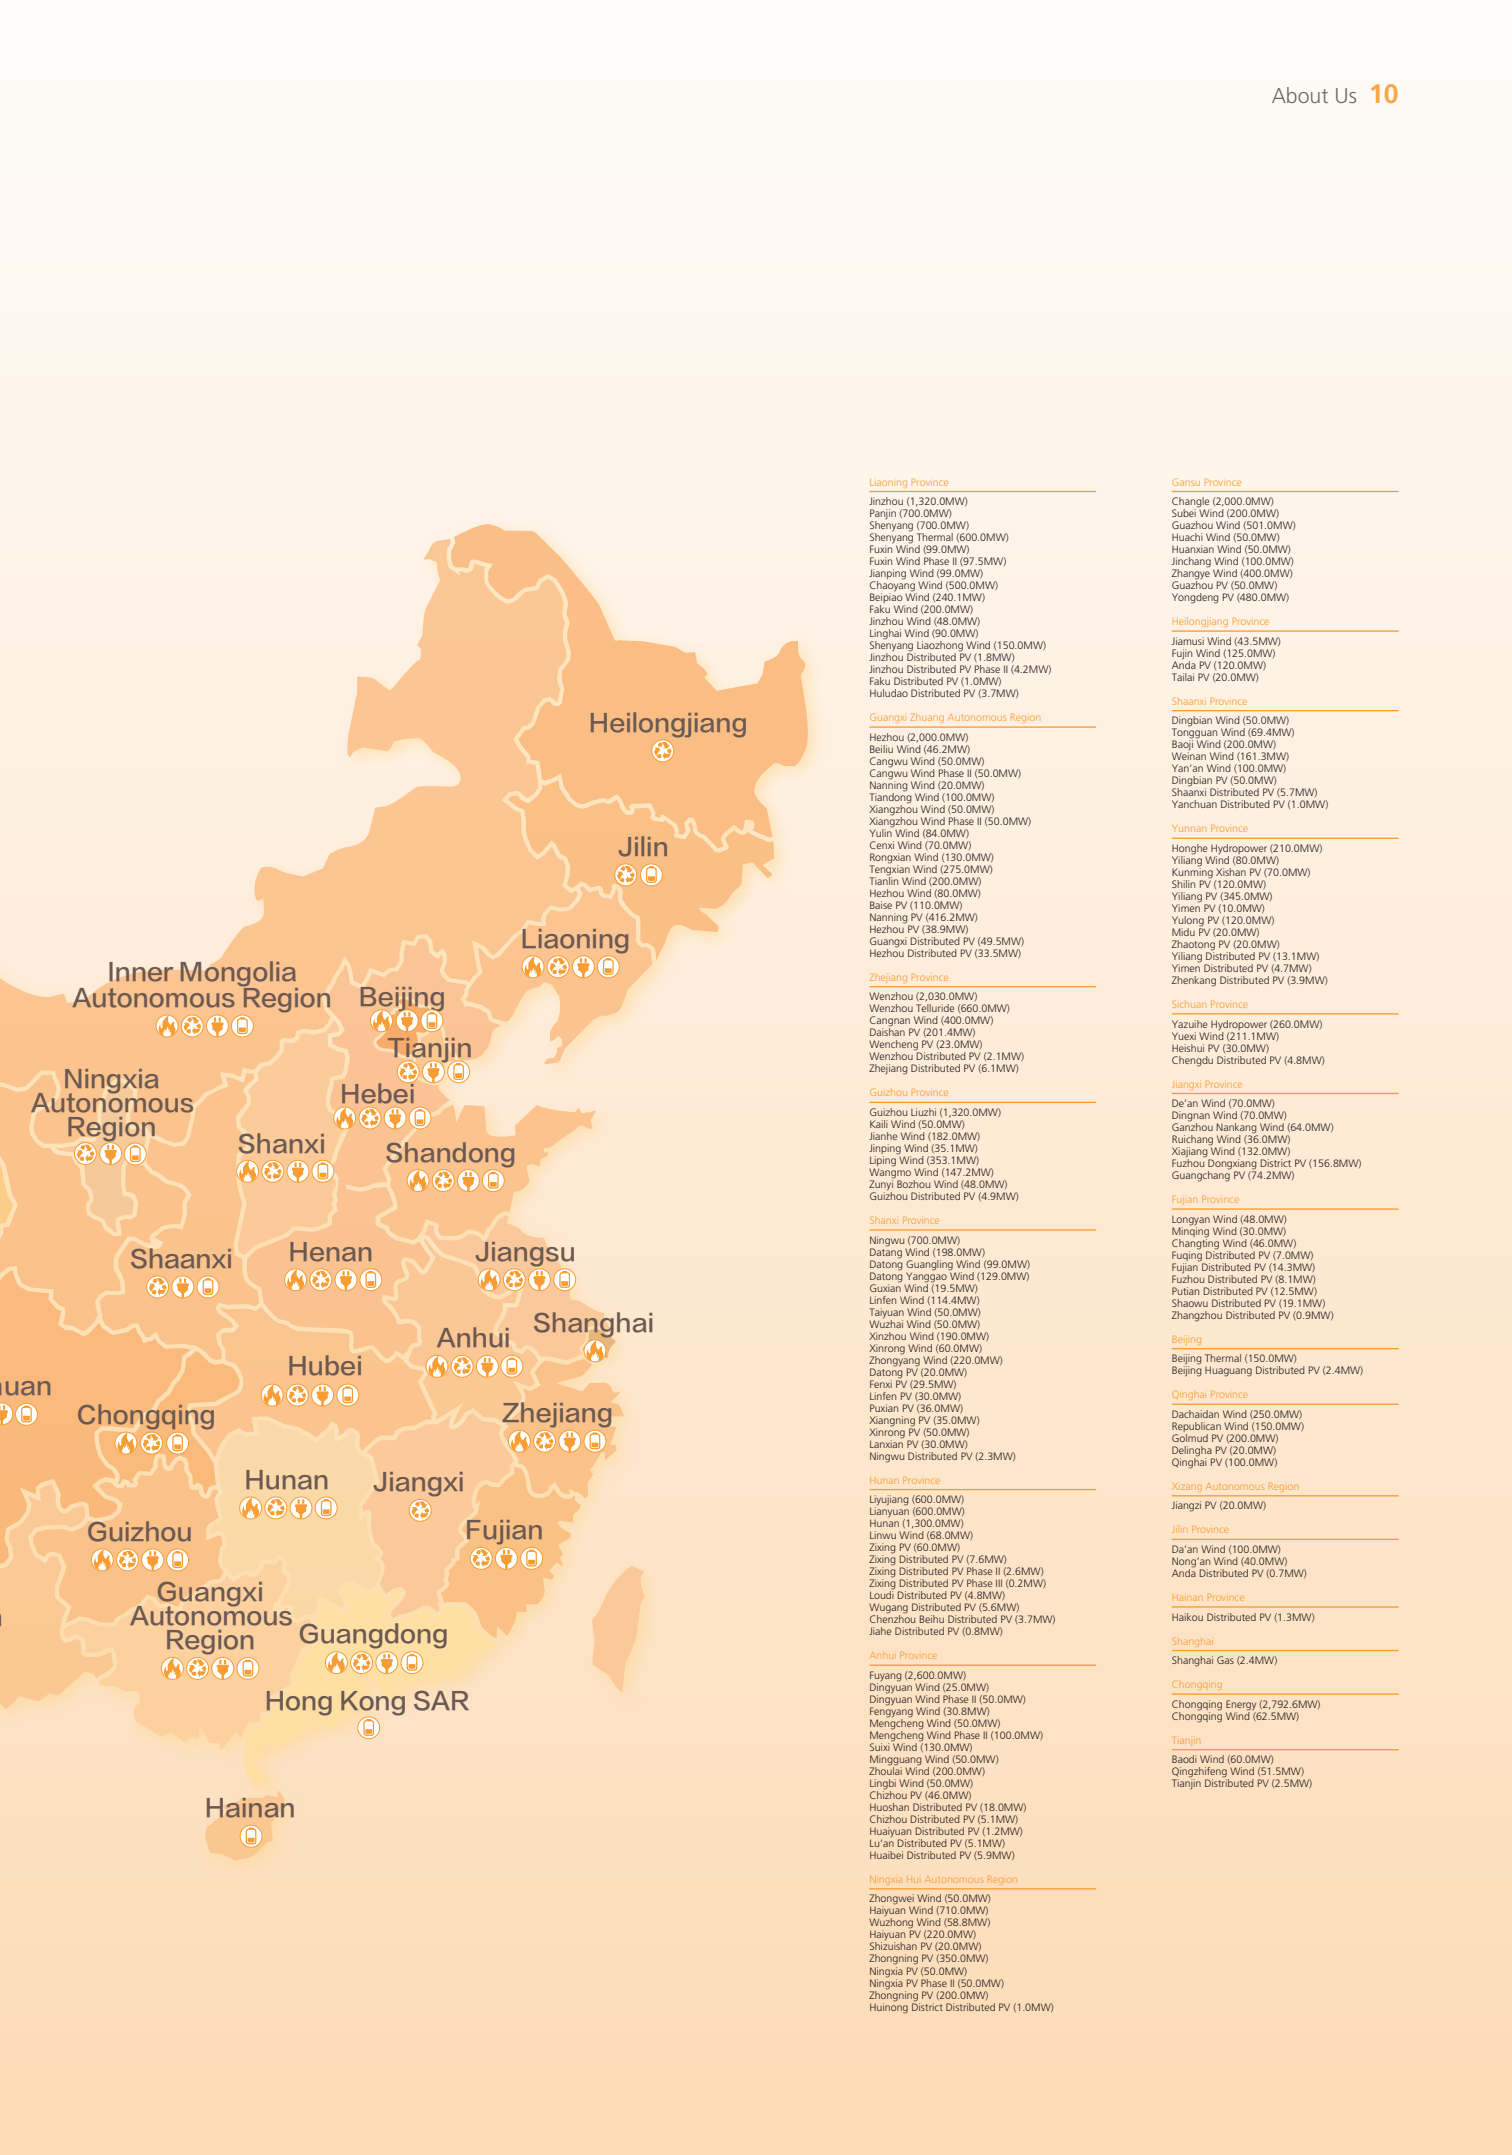 About Us 10
Heilongjiang
Jilin
Liaoning
Inner Mongolia
Autonomous Region
Beijing
Tianjin
Hebei
Ningxia
Autonomous
Region
Shanxi
Shandong
Shaanxi
Henan
Jiangsu
Shanghai
Anhui
Hubei
uan
Chongqing
Zhejiang
Hunan
Jiangxi
Guizhou
Fujian
Guangxi
Autonomous
Region
Guangdong
Hong Kong SAR
Hainan
Liaoning Province
Jinzhou (1,320.0MW)
Panjin (700.0MW)
Shenyang (700.0MW)
Shenyang Thermal (600.0MW)
Fuxin Wind (99.0MW)
Fuxin Wind Phase II (97.5MW)
Jianping Wind (99.0MW)
Chaoyang Wind (500.0MW)
Beipiao Wind (240.1MW)
Faku Wind (200.0MW)
Jinzhou Wind (48.0MW)
Linghai Wind (90.0MW)
Shenyang Liaozhong Wind (150.0MW)
Jinzhou Distributed PV (1.8MW)
Jinzhou Distributed PV Phase II (4.2MW)
Faku Distributed PV (1.0MW)
Huludao Distributed PV (3.7MW)
Guangxi Zhuang Autonomous Region
Hezhou (2,000.0MW)
Beiliu Wind (46.2MW)
Cangwu Wind (50.0MW)
Cangwu Wind Phase II (50.0MW)
Nanning Wind (20.0MW)
Tiandong Wind (100.0MW)
Xiangzhou Wind (50.0MW)
Xiangzhou Wind Phase II (50.0MW)
Yulin Wind (84.0MW)
Cenxi Wind (70.0MW)
Rongxian Wind (130.0MW)
Tengxian Wind (275.0MW)
Tianlin Wind (200.0MW)
Hezhou Wind (80.0MW)
Baise PV (110.0MW)
Nanning PV (416.2MW)
Hezhou PV (38.9MW)
Guangxi Distributed PV (49.5MW)
Hezhou Distributed PV (33.5MW)
Zhejiang Province
Wenzhou (2,030.0MW)
Wenzhou Telluride (660.0MW)
Cangnan Wind (400.0MW)
Daishan PV (201.4MW)
Wencheng PV (23.0MW)
Wenzhou Distributed PV (2.1MW)
Zhejiang Distributed PV (6.1MW)
Guizhou Province
Guizhou Liuzhi (1,320.0MW)
Kaili Wind (50.0MW)
Jianhe Wind (182.0MW)
Jinping Wind (35.1MW)
Liping Wind (353.1MW)
Wangmo Wind (147.2MW)
Zunyi Bozhou Wind (48.0MW)
Guizhou Distributed PV (4.9MW)
Shanxi Province
Ningwu (700.0MW)
Datang Wind (198.0MW)
Datong Guangling Wind (99.0MW)
Datong Yanggao Wind (129.0MW)
Guxian Wind (19.5MW)
Linfen Wind (114.4MW)
Taiyuan Wind (50.0MW)
Wuzhai Wind (50.0MW)
Xinzhou Wind (190.0MW)
Xinrong Wind (60.0MW)
Zhongyang Wind (220.0MW)
Datong PV (20.0MW)
Fenxi PV (29.5MW)
Linfen PV (30.0MW)
Puxian PV (36.0MW)
Xiangning PV (35.0MW)
Xinrong PV (50.0MW)
Lanxian PV (30.0MW)
Ningwu Distributed PV (2.3MW)
Hunan Province
Liyujiang (600.0MW)
Lianyuan (600.0MW)
Hunan (1,300.0MW)
Linwu Wind (68.0MW)
Zixing PV (60.0MW)
Zixing Distributed PV (7.6MW)
Zixing Distributed PV Phase II (2.6MW)
Zixing Distributed PV Phase III (0.2MW)
Loudi Distributed PV (4.8MW)
Wugang Distributed PV (5.6MW)
Chenzhou Beihu Distributed PV (3.7MW)
Jiahe Distributed PV (0.8MW)
Anhui Province
Fuyang (2,600.0MW)
Dingyuan Wind (25.0MW)
Dingyuan Wind Phase II (50.0MW)
Fengyang Wind (30.8MW)
Mengcheng Wind (50.0MW)
Mengcheng Wind Phase II (100.0MW)
Suixi Wind (130.0MW)
Mingguang Wind (50.0MW)
Zhoulai Wind (200.0MW)
Lingbi Wind (50.0MW)
Chizhou PV (46.0MW)
Huoshan Distributed PV (18.0MW)
Chizhou Distributed PV (5.1MW)
Huaiyuan Distributed PV (1.2MW)
Lu'an Distributed PV (5.1MW)
Huaibei Distributed PV (5.9MW)
Ningxia Hui Autonomous Region
Zhongwei Wind (50.0MW)
Haiyuan Wind (710.0MW)
Wuzhong Wind (58.8MW)
Haiyuan PV (220.0MW)
Shizuishan PV (20.0MW)
Zhongning PV (350.0MW)
Ningxia PV (50.0MW)
Ningxia PV Phase II (50.0MW)
Zhongning PV (200.0MW)
Huinong District Distributed PV (1.0MW)
Gansu Province
Changle (2,000.0MW)
Subei Wind (200.0MW)
Guazhou Wind (501.0MW)
Huachi Wind (50.0MW)
Huanxian Wind (50.0MW)
Jinchang Wind (100.0MW)
Zhangye Wind (400.0MW)
Guazhou PV (50.0MW)
Yongdeng PV (480.0MW)
Heilongjiang Province
Jiamusi Wind (43.5MW)
Fujin Wind (125.0MW)
Anda PV (120.0MW)
Tailai PV (20.0MW)
Shaanxi Province
Dingbian Wind (50.0MW)
Tongguan Wind (69.4MW)
Baoji Wind (200.0MW)
Weinan Wind (161.3MW)
Yan'an Wind (100.0MW)
Dingbian PV (50.0MW)
Shaanxi Distributed PV (5.7MW)
Yanchuan Distributed PV (1.0MW)
Yunnan Province
Honghe Hydropower (210.0MW)
Yiliang Wind (80.0MW)
Kunming Xishan PV (70.0MW)
Shilin PV (120.0MW)
Yiliang PV (345.0MW)
Yimen PV (10.0MW)
Yulong PV (120.0MW)
Midu PV (20.0MW)
Zhaotong PV (20.0MW)
Yiliang Distributed PV (13.1MW)
Yimen Distributed PV (4.7MW)
Zhenkang Distributed PV (3.9MW)
Sichuan Province
Yazuihe Hydropower (260.0MW)
Yuexi Wind (211.1MW)
Heishui PV (30.0MW)
Chengdu Distributed PV (4.8MW)
Jiangxi Province
De'an Wind (70.0MW)
Dingnan Wind (70.0MW)
Ganzhou Nankang Wind (64.0MW)
Ruichang Wind (36.0MW)
Xiajiang Wind (132.0MW)
Fuzhou Dongxiang District PV (156.8MW)
Guangchang PV (74.2MW)
Fujian Province
Longyan Wind (48.0MW)
Minqing Wind (30.0MW)
Changting Wind (46.0MW)
Fuqing Distributed PV (7.0MW)
Fujian Distributed PV (14.3MW)
Fuzhou Distributed PV (8.1MW)
Putian Distributed PV (12.5MW)
Shaowu Distributed PV (19.1MW)
Zhangzhou Distributed PV (0.9MW)
Beijing
Beijing Thermal (150.0MW)
Beijing Huaguang Distributed PV (2.4MW)
Qinghai Province
Dachaidan Wind (250.0MW)
Republican Wind (150.0MW)
Golmud PV (200.0MW)
Delingha PV (20.0MW)
Qinghai PV (100.0MW)
Xizang Autonomous Region
Jiangzi PV (20.0MW)
Jilin Province
Da'an Wind (100.0MW)
Nong'an Wind (40.0MW)
Anda Distributed PV (0.7MW)
Hainan Province
Haikou Distributed PV (1.3MW)
Shanghai
Shanghai Gas (2.4MW)
Chongqing
Chongqing Energy (2,792.6MW)
Chongqing Wind (62.5MW)
Tianjin
Baodi Wind (60.0MW)
Qingzhifeng Wind (51.5MW)
Tianjin Distributed PV (2.5MW)